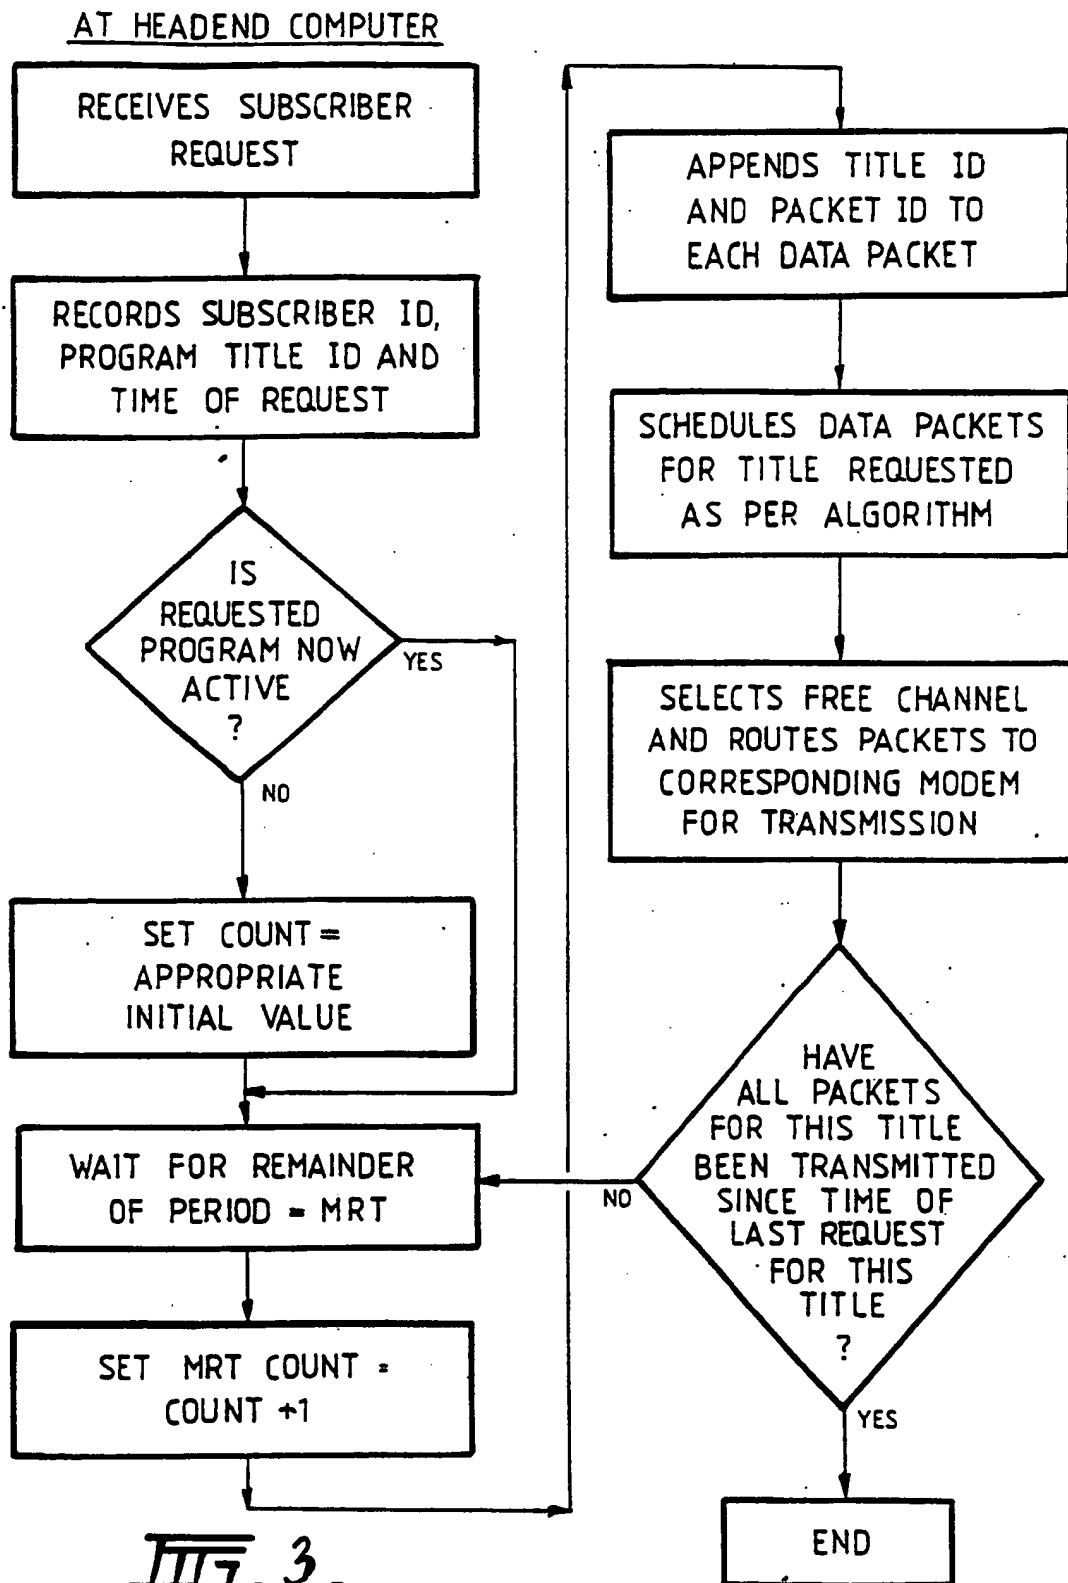 AT HEADEND COMPUTER
RECEIVES SUBSCRIBER
REQUEST
RECORDS SUBSCRIBER ID,
PROGRAM TITLE ID AND
TIME OF REQUEST
IS
REQUESTED
PROGRAM NOW
ACTIVE
?
YES
NO
SET COUNT =
APPROPRIATE
INITIAL VALUE
WAIT FOR REMAINDER
OF PERIOD = MRT
SET MRT COUNT =
COUNT +1
APPENDS TITLE ID
AND PACKET ID TO
EACH DATA PACKET
SCHEDULES DATA PACKETS
FOR TITLE REQUESTED
AS PER ALGORITHM
SELECTS FREE CHANNEL
AND ROUTES PACKETS TO
CORRESPONDING MODEM
FOR TRANSMISSION
HAVE
ALL PACKETS
FOR THIS TITLE
BEEN TRANSMITTED
SINCE TIME OF
LAST REQUEST
FOR THIS
TITLE
?
NO
YES
END
3